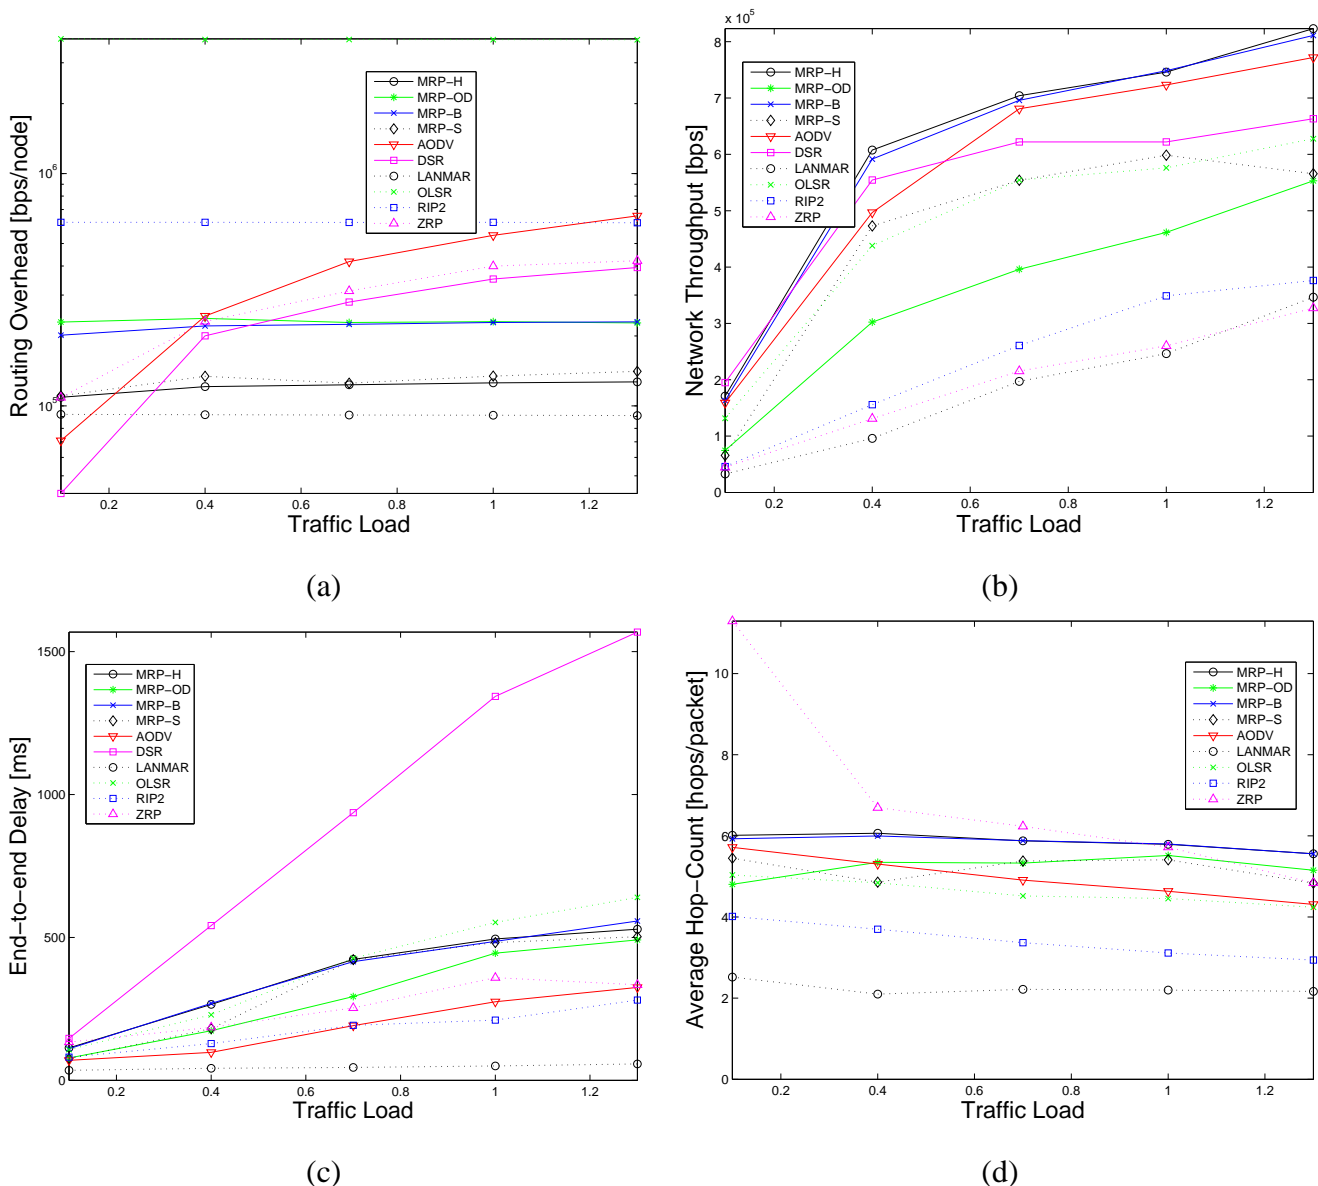 10^6
10^5
Routing Overhead [bps/node]
MRP-H
MRP-OD
MRP-B
MRP-S
AODV
DSR
LANMAR
OLSR
RIP2
ZRP
0.2 0.4 0.6 0.8 1 1.2
Traffic Load
(a)
x 10^5
8
7
6
5
4
3
2
1
0
Network Throughput [bps]
MRP-H
MRP-OD
MRP-B
MRP-S
AODV
DSR
LANMAR
OLSR
RIP2
ZRP
0.2 0.4 0.6 0.8 1 1.2
Traffic Load
(b)
1500
1000
500
0
End-to-end Delay [ms]
MRP-H
MRP-OD
MRP-B
MRP-S
AODV
DSR
LANMAR
OLSR
RIP2
ZRP
0.2 0.4 0.6 0.8 1 1.2
Traffic Load
(c)
10
8
6
4
2
0
Average Hop-Count [hops/packet]
MRP-H
MRP-OD
MRP-B
MRP-S
AODV
LANMAR
OLSR
RIP2
ZRP
0.2 0.4 0.6 0.8 1 1.2
Traffic Load
(d)